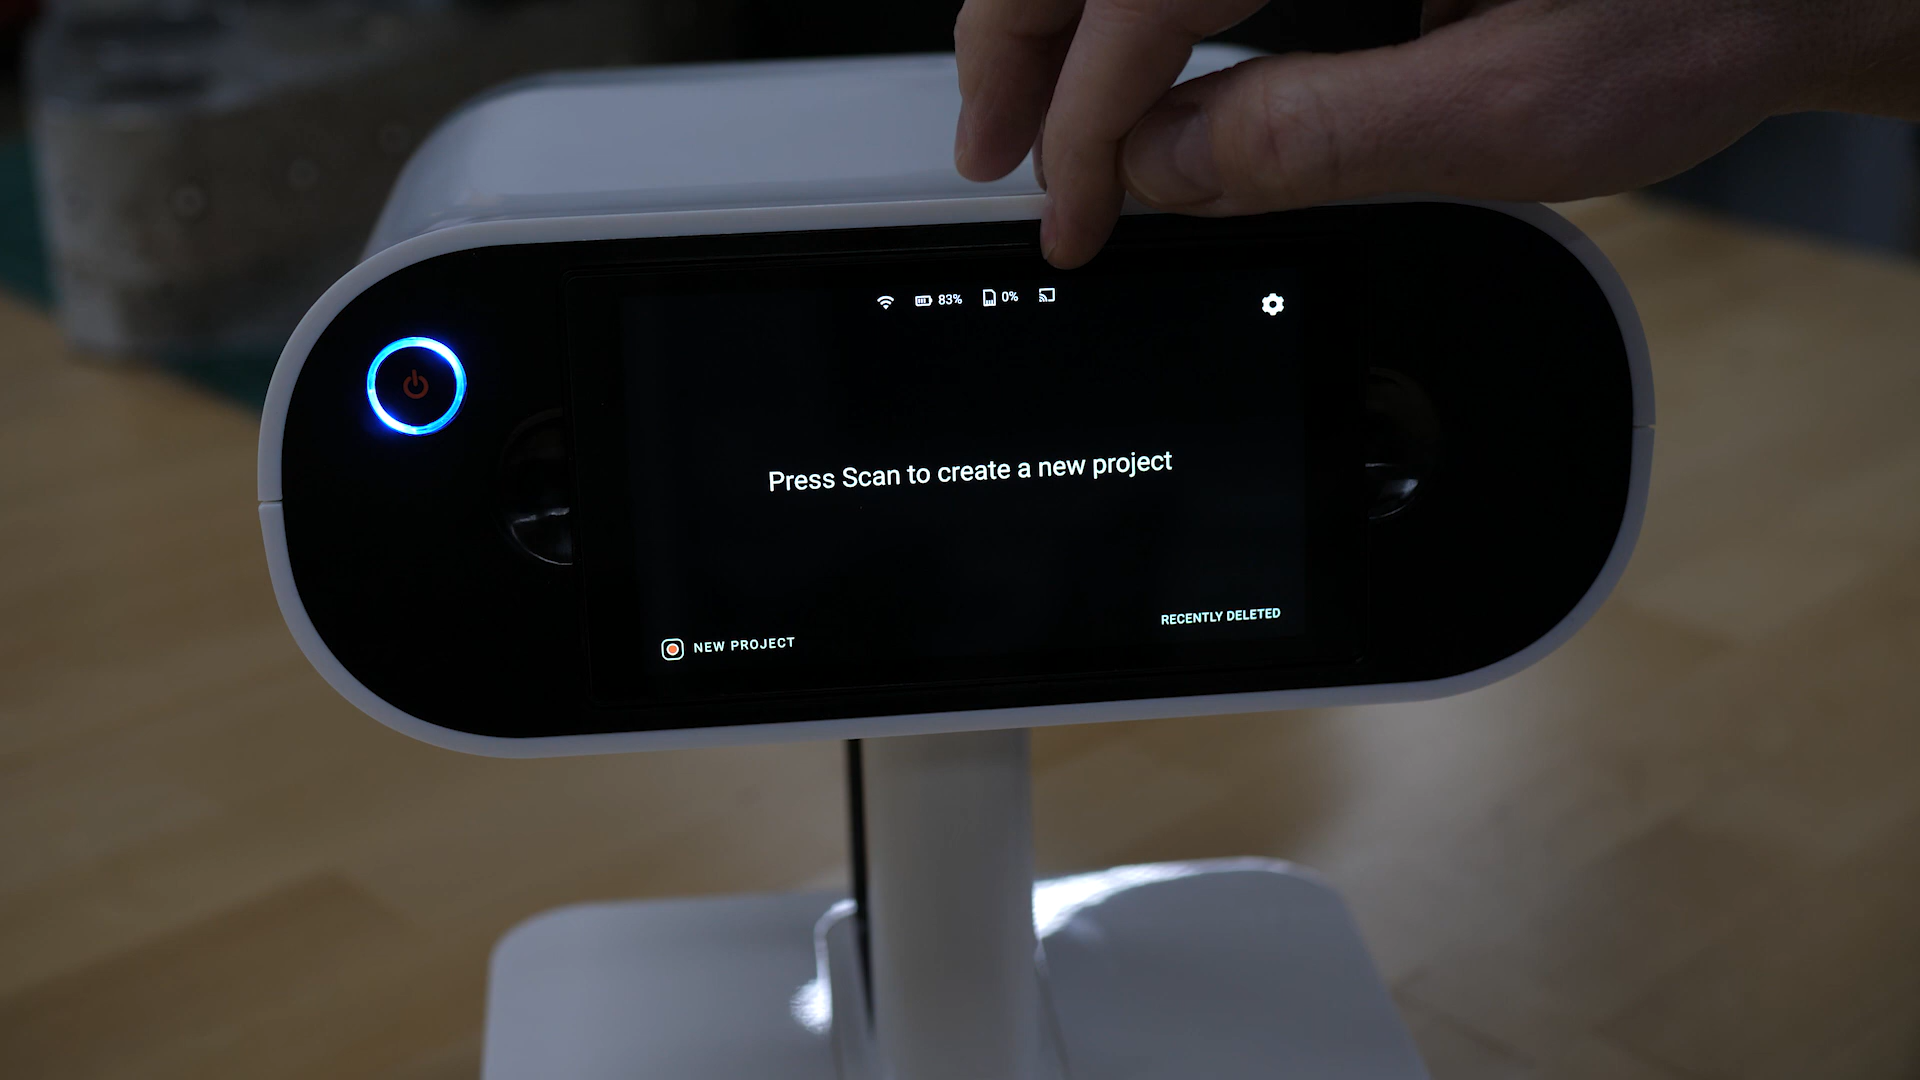 83% 0%
Press Scan to create a new project
RECENTLY DELETED
NEW PROJECT